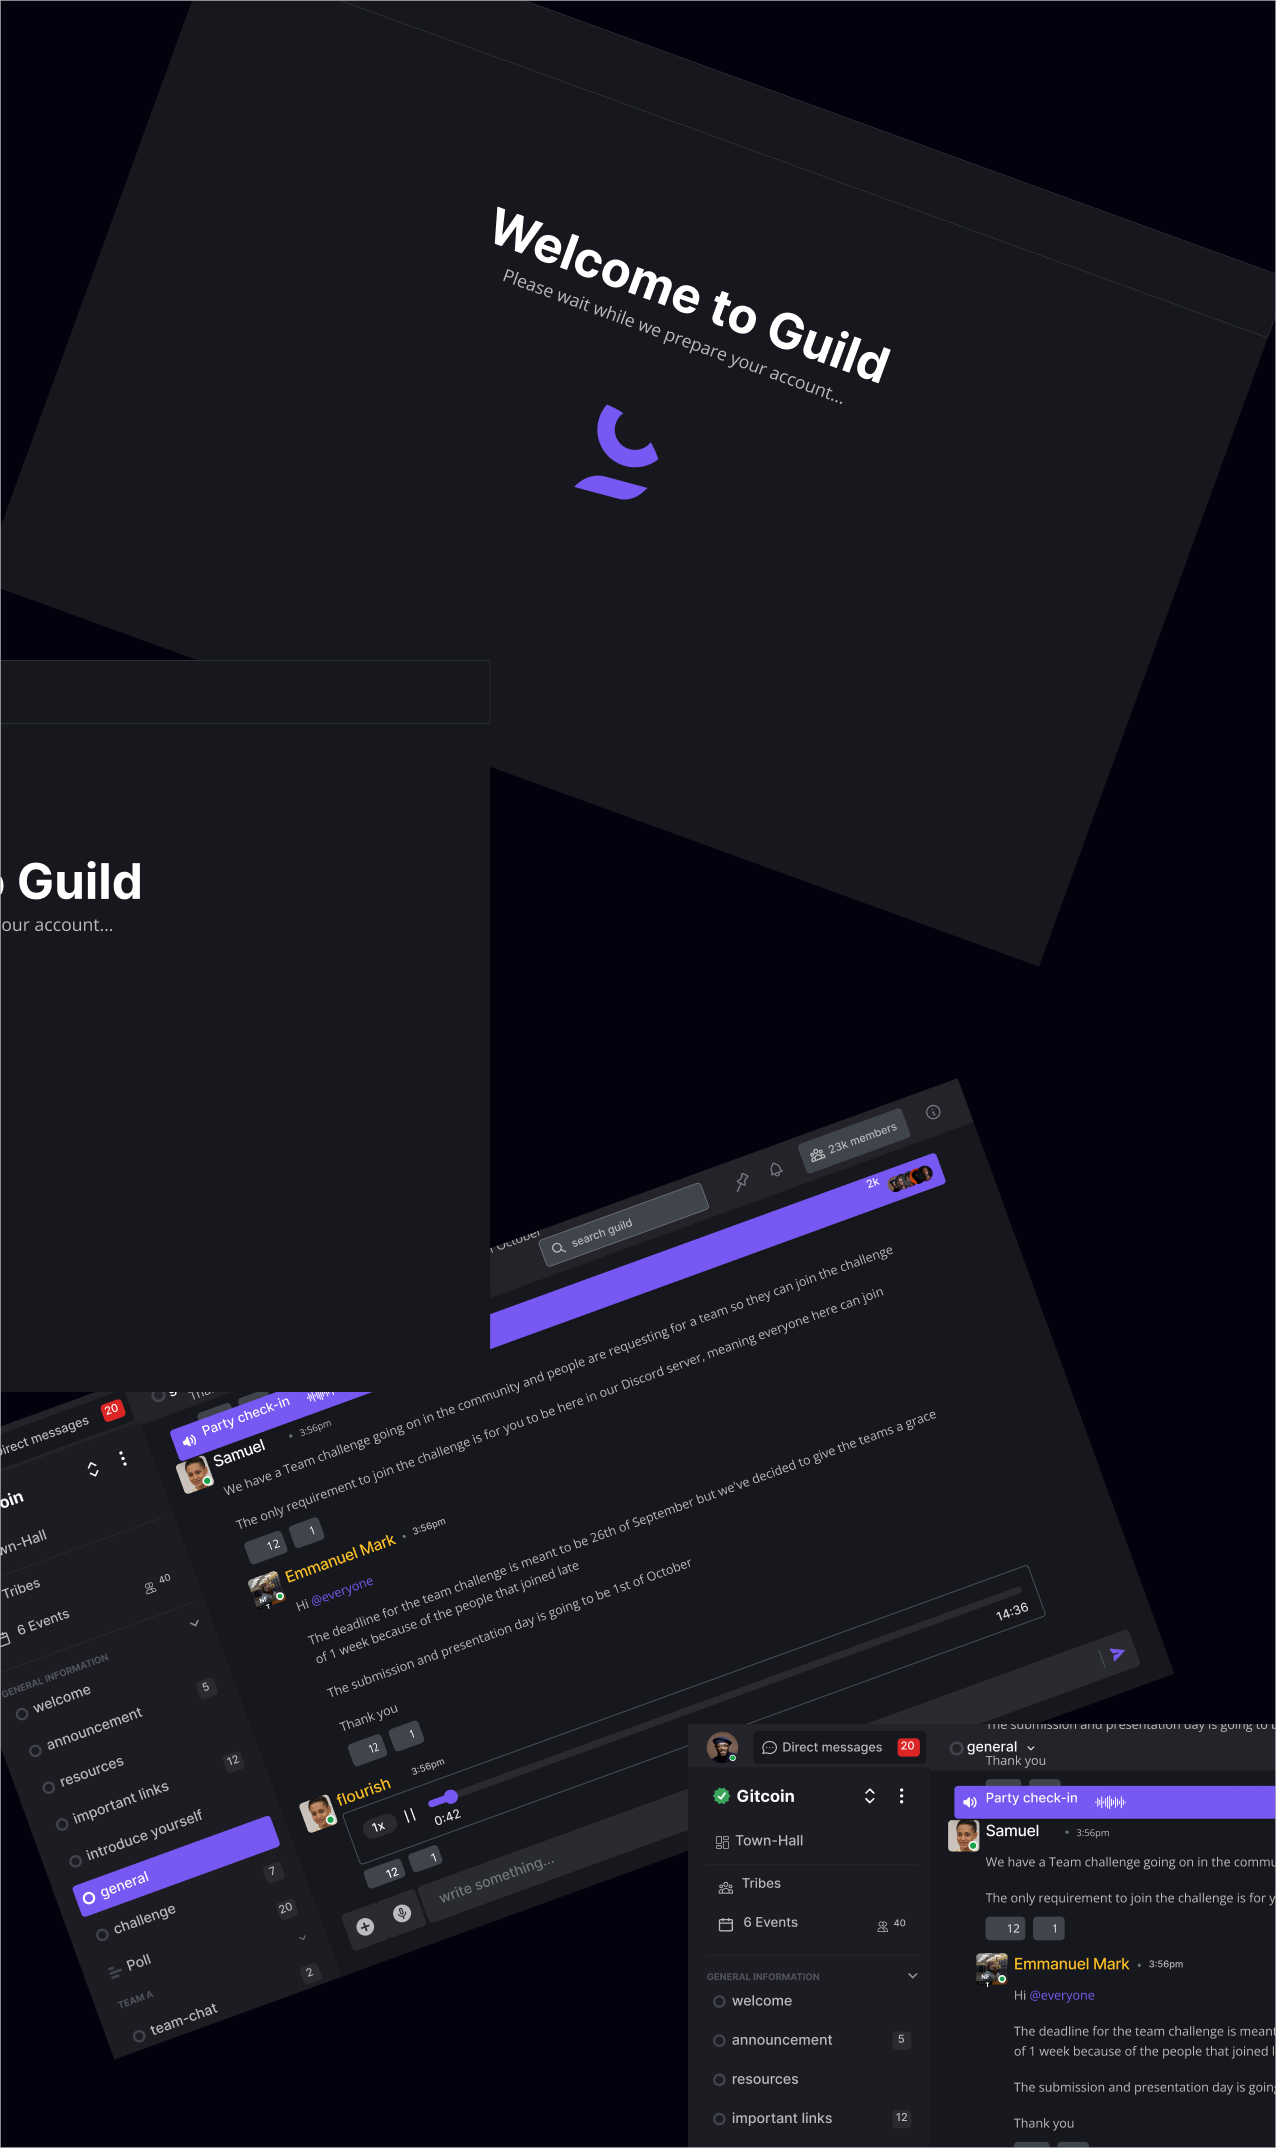 Welcome to Guild
Please wait while we prepare your account...
Guild
our account...
23k members
search guild
October
2k
Direct messages
20
Party check-in
Samuel • 3:56pm
We have a Team challenge going on in the community and people are requesting for a team so they can join the challenge
The only requirement to join the challenge is for you to be here in our Discord server, meaning everyone here can join
12 1
Emmanuel Mark • 3:56pm
Hi @everyone
The deadline for the team challenge is meant to be 26th of September but we've decided to give the teams a grace
of 1 week because of the people that joined late
The submission and presentation day is going to be 1st of October
Thank you
12 1
flourish 3:56pm
1x
0:42
14:36
12 1
write something...
oin
wn-Hall
Tribes
6 Events 40
GENERAL INFORMATION
welcome
announcement 5
resources
important links 12
introduce yourself
general
challenge 7
Poll 20
TEAM A
team-chat 2
Direct messages 20
Gitcoin
Town-Hall
Tribes
6 Events 40
GENERAL INFORMATION
welcome
announcement 5
resources
important links 12
The submission and presentation day is going to b
general
Thank you
Party check-in
Samuel • 3:56pm
We have a Team challenge going on in the commu
The only requirement to join the challenge is for y
12 1
Emmanuel Mark • 3:56pm
Hi @everyone
The deadline for the team challenge is meant
of 1 week because of the people that joined l
The submission and presentation day is going
Thank you